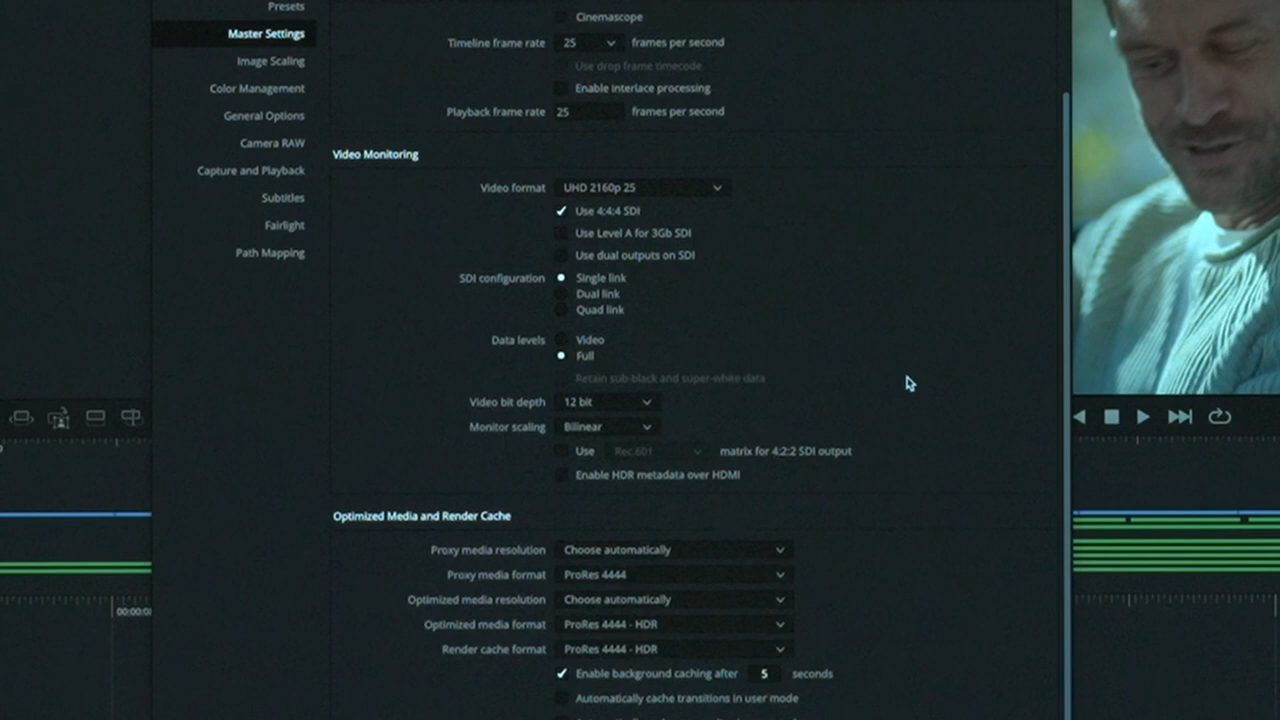 Presets
Master Settings
Image Scaling
Color Management
General Options
Camera RAW
Capture and Playback
Subtitles
Fairlight
Path Mapping
Cinemascope
Timeline frame rate 25 frames per second
Use drop frame timecode
Enable interlace processing
Playback frame rate 25 frames per second
Video Monitoring
Video format UHD 2160p 25
Use 4:4:4 SDI
Use Level A for 3Gb SDI
Use dual outputs on SDI
SDI configuration Single link
Dual link
Quad link
Data levels Video
Full
Retain sub-black and super-white data
Video bit depth 12 bit
Monitor scaling Bilinear
Use Rec.601 matrix for 4:2:2 SDI output
Enable HDR metadata over HDMI
Optimized Media and Render Cache
Proxy media resolution Choose automatically
Proxy media format ProRes 4444
Optimized media resolution Choose automatically
Optimized media format ProRes 4444 - HDR
Render cache format ProRes 4444 - HDR
Enable background caching after 5 seconds
Automatically cache transitions in user mode